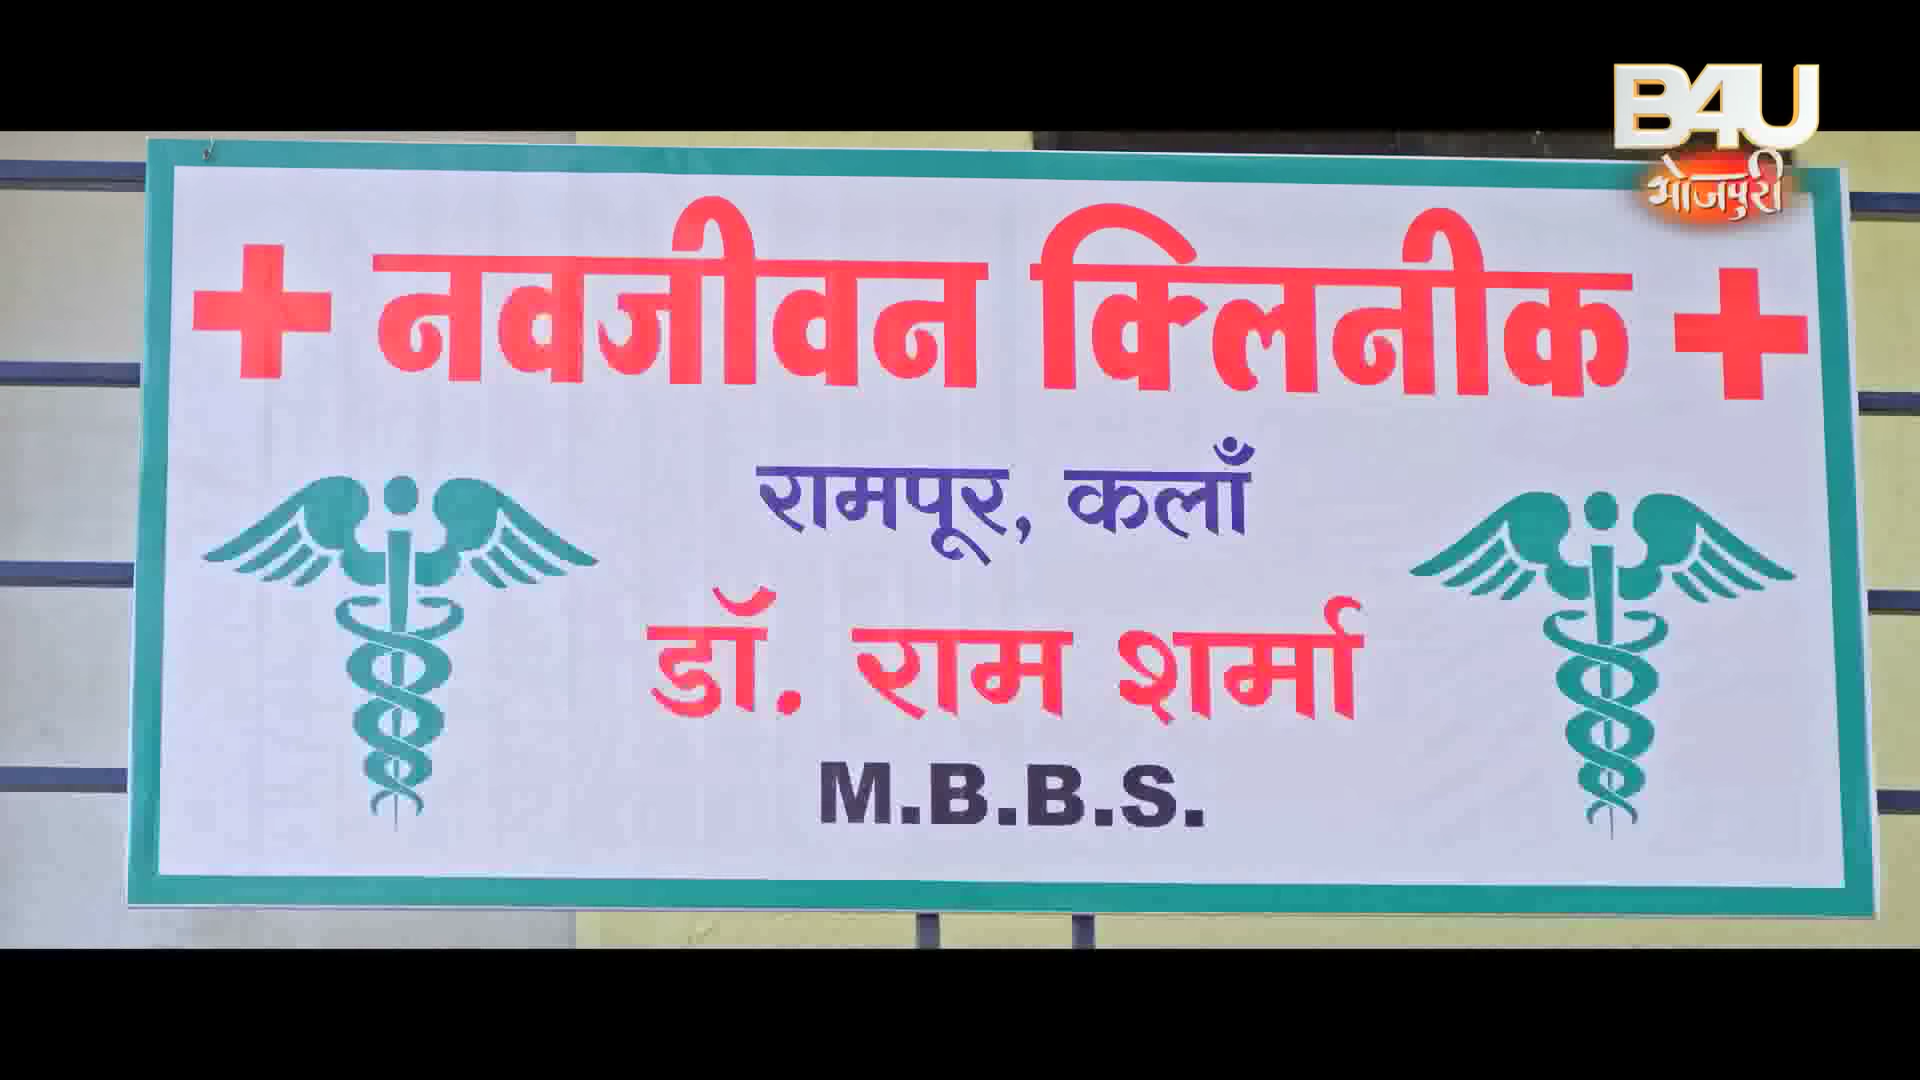 B4U
भोजपुरी
नवजीवन क्लिनीक
रामपूर, कलाँ
डॉ. राम शर्मा
M.B.B.S.